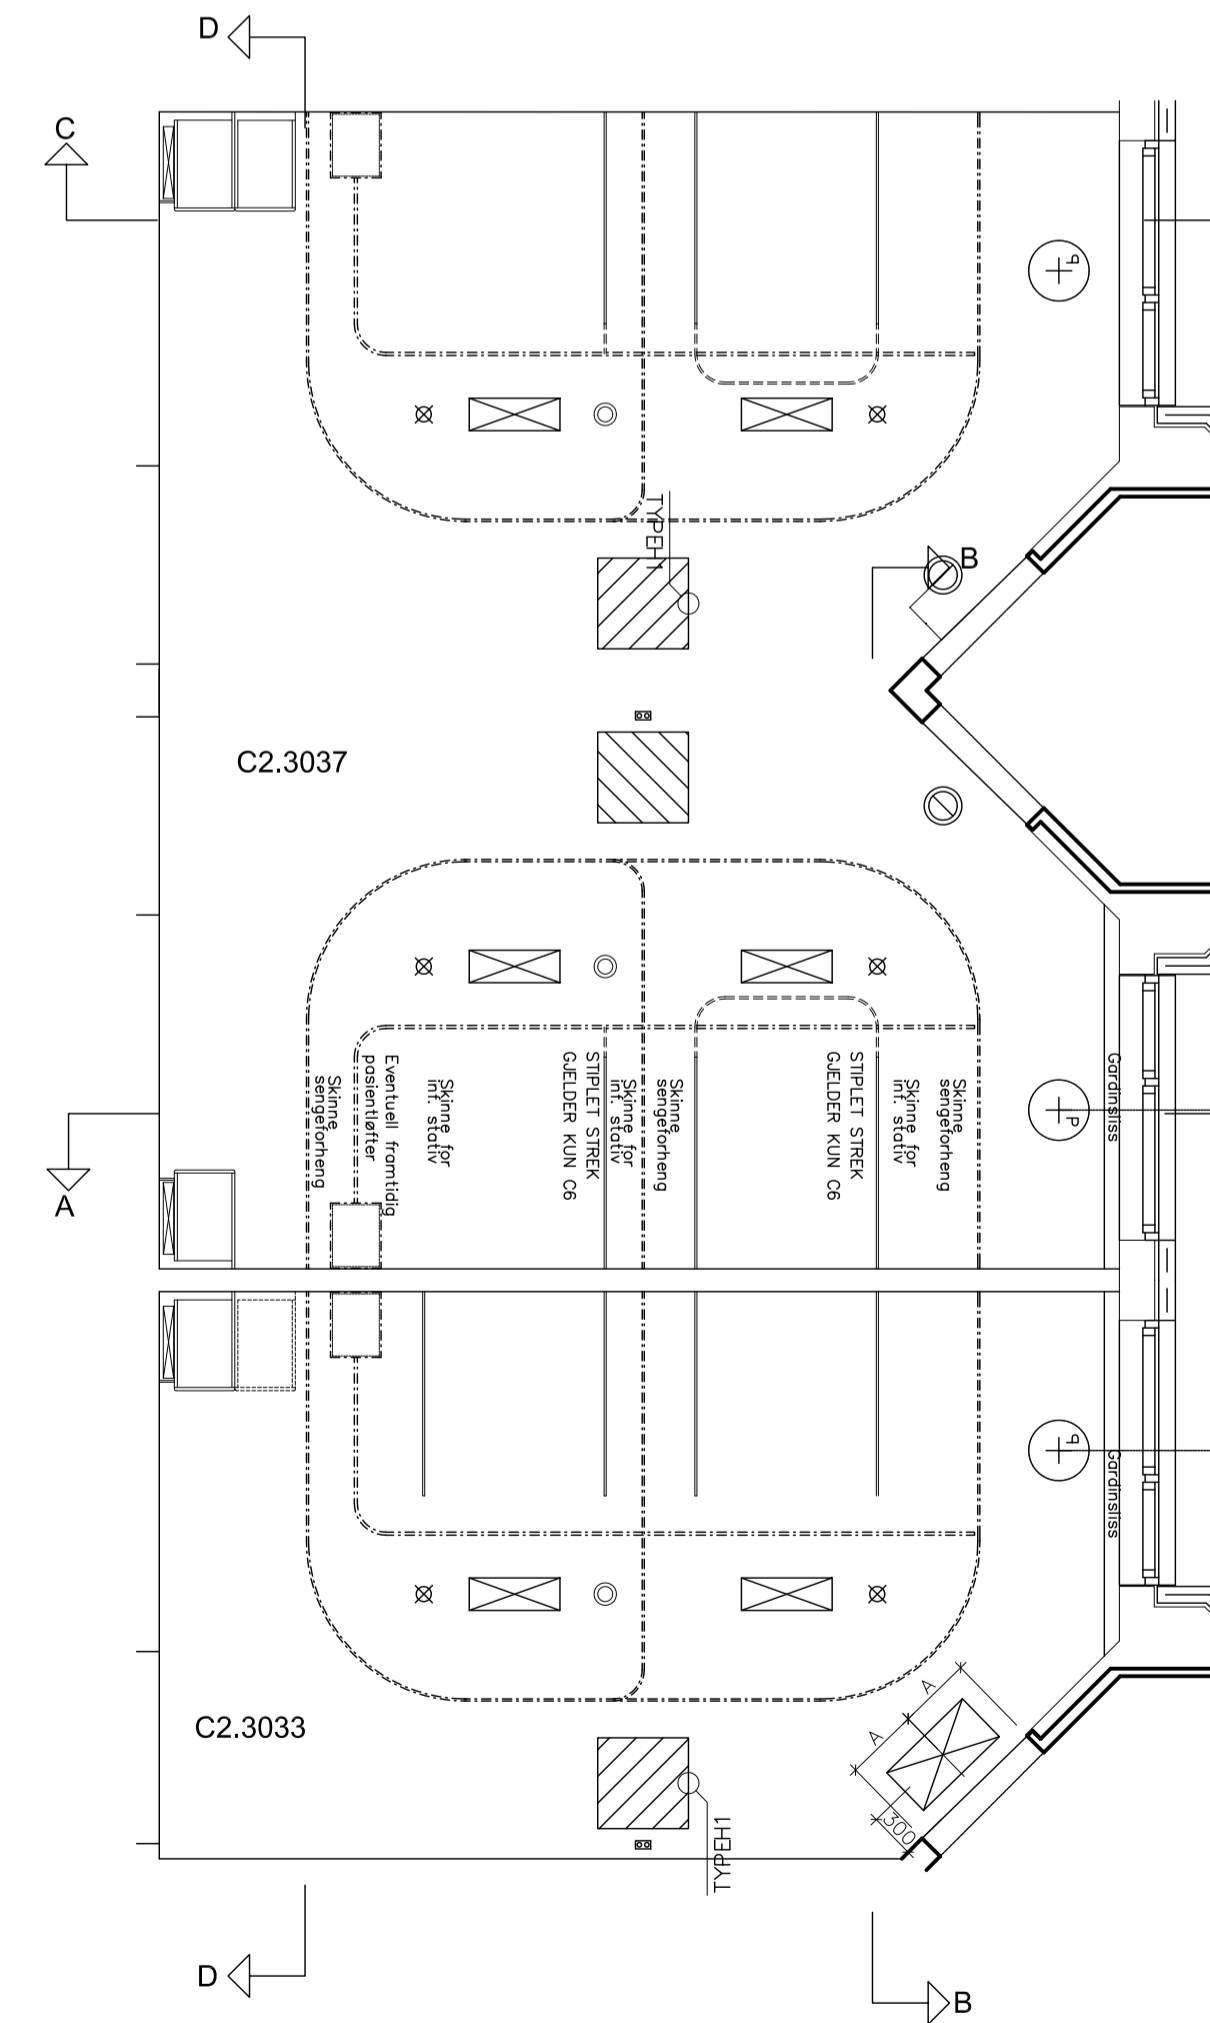 D
C
P
TYPEH1
B
C2.3037
Gardinsliss
P
Skinne
sengeforheng
Eventuell framtidig
pasientløfter
Skinne for
inf. stativ
STIPLET STREK
GJELDER KUN C6
Skinne for
inf. stativ
Skinne
sengeforheng
STIPLET STREK
GJELDER KUN C6
Skinne for
inf. stativ
Skinne
sengeforheng
A
P
Gardinsliss
C2.3033
A
A
300
TYPEH1
D
B